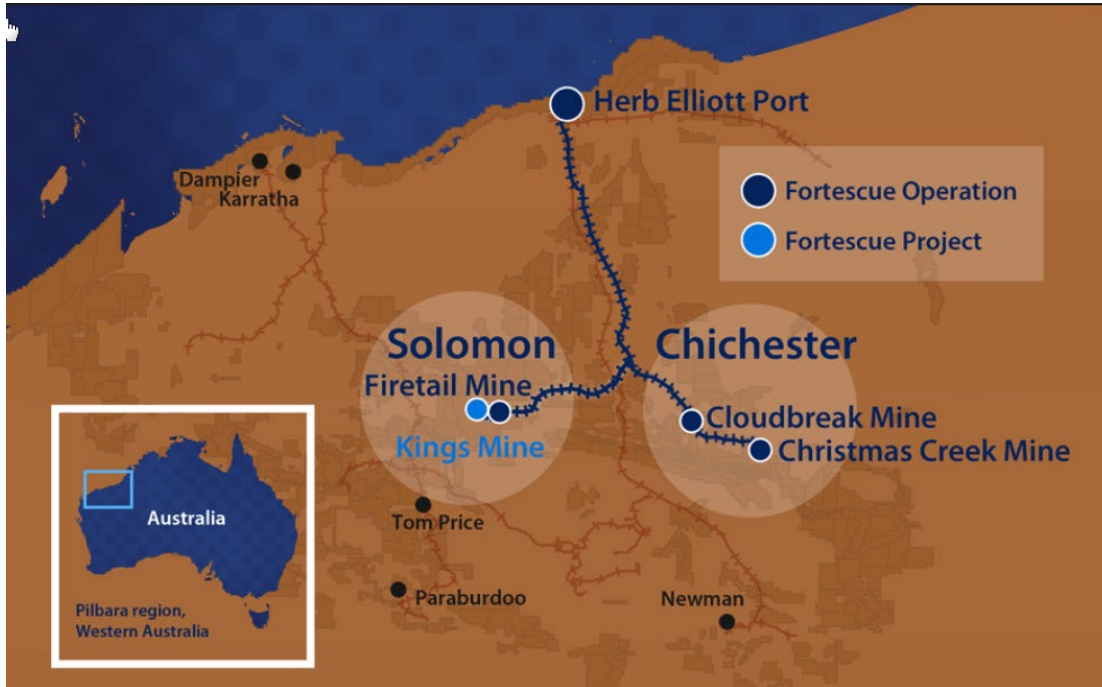 Herb Elliott Port
Dampier
Karratha
Fortescue Operation
Fortescue Project
Solomon
Chichester
Firetail Mine
Kings Mine
Cloudbreak Mine
Christmas Creek Mine
Tom Price
Paraburdoo
Newman
Australia
Pilbara region,
Western Australia